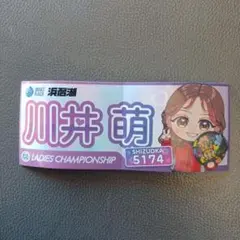 浜名湖
川井 萌
LADIES CHAMPIONSHIP
SHIZUOKA
5174